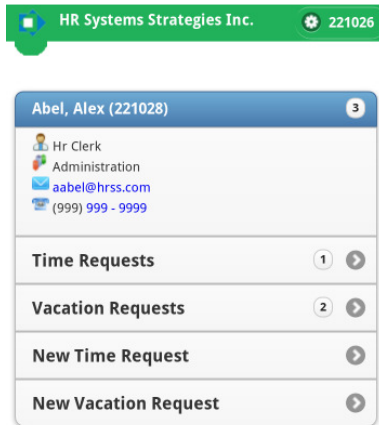 HR Systems Strategies Inc. 221026
Abel, Alex (221028) 3
Hr Clerk
Administration
aabel@hrss.com
(999) 999 - 9999
Time Requests 1
Vacation Requests 2
New Time Request
New Vacation Request